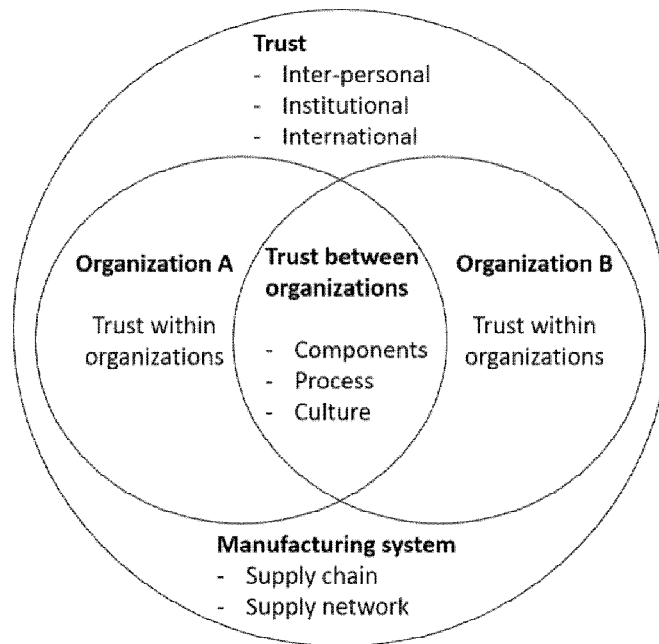 Trust
- Inter-personal
- Institutional
- International
Organization A
Trust within
organizations
Trust between
organizations
- Components
- Process
- Culture
Organization B
Trust within
organizations
Manufacturing system
- Supply chain
- Supply network